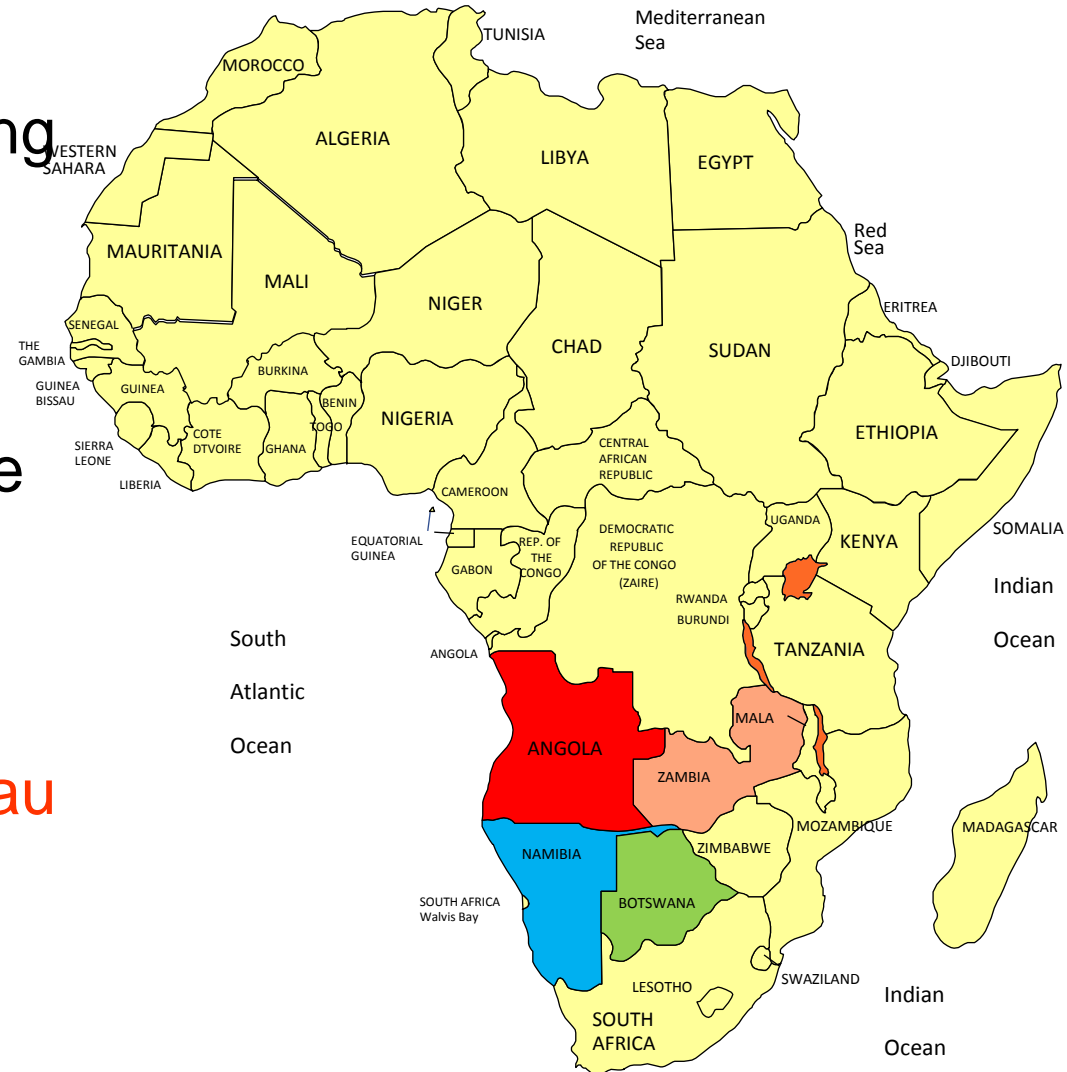 Mediterranean
Sea
TUNISIA
MOROCCO
ng
WESTERN
SAHARA
ALGERIA
LIBYA
EGYPT
Red
Sea
MAURITANIA
MALI
NIGER
CHAD
SUDAN
ERITREA
SENEGAL
THE
GAMBIA
GUINEA
BISSAU
GUINEA
BURKINA
BENIN
TOGO
NIGERIA
DJIBOUTI
ETHIOPIA
COTE
DTVOIRE
GHANA
SIERRA
LEONE
LIBERIA
e
CENTRAL
AFRICAN
REPUBLIC
CAMEROON
EQUATORIAL
GUINEA
REP. OF
THE
CONGO
GABON
DEMOCRATIC
REPUBLIC
OF THE CONGO
(ZAIRE)
UGANDA
KENYA
SOMALIA
RWANDA
BURUNDI
Indian
Ocean
TANZANIA
South
Atlantic
Ocean
ANGOLA
ANGOLA
MALA
ZAMBIA
au
MOZAMBIQUE
MADAGASCAR
NAMIBIA
ZIMBABWE
BOTSWANA
SOUTH AFRICA
Walvis Bay
SWAZILAND
LESOTHO
SOUTH
AFRICA
Indian
Ocean